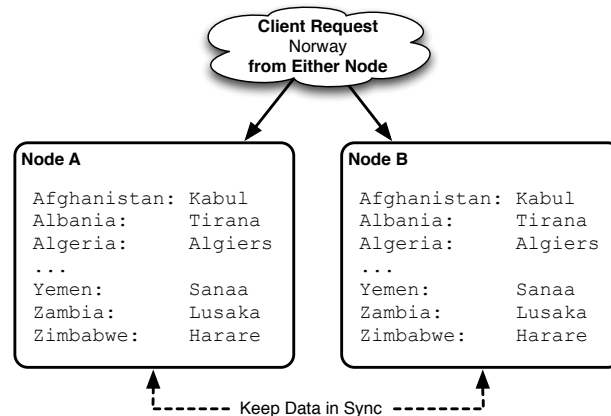 Client Request
Norway
from Either Node
Node A
Afghanistan: Kabul
Albania: Tirana
Algeria: Algiers
...
Yemen: Sanaa
Zambia: Lusaka
Zimbabwe: Harare
Node B
Afghanistan: Kabul
Albania: Tirana
Algeria: Algiers
...
Yemen: Sanaa
Zambia: Lusaka
Zimbabwe: Harare
Keep Data in Sync